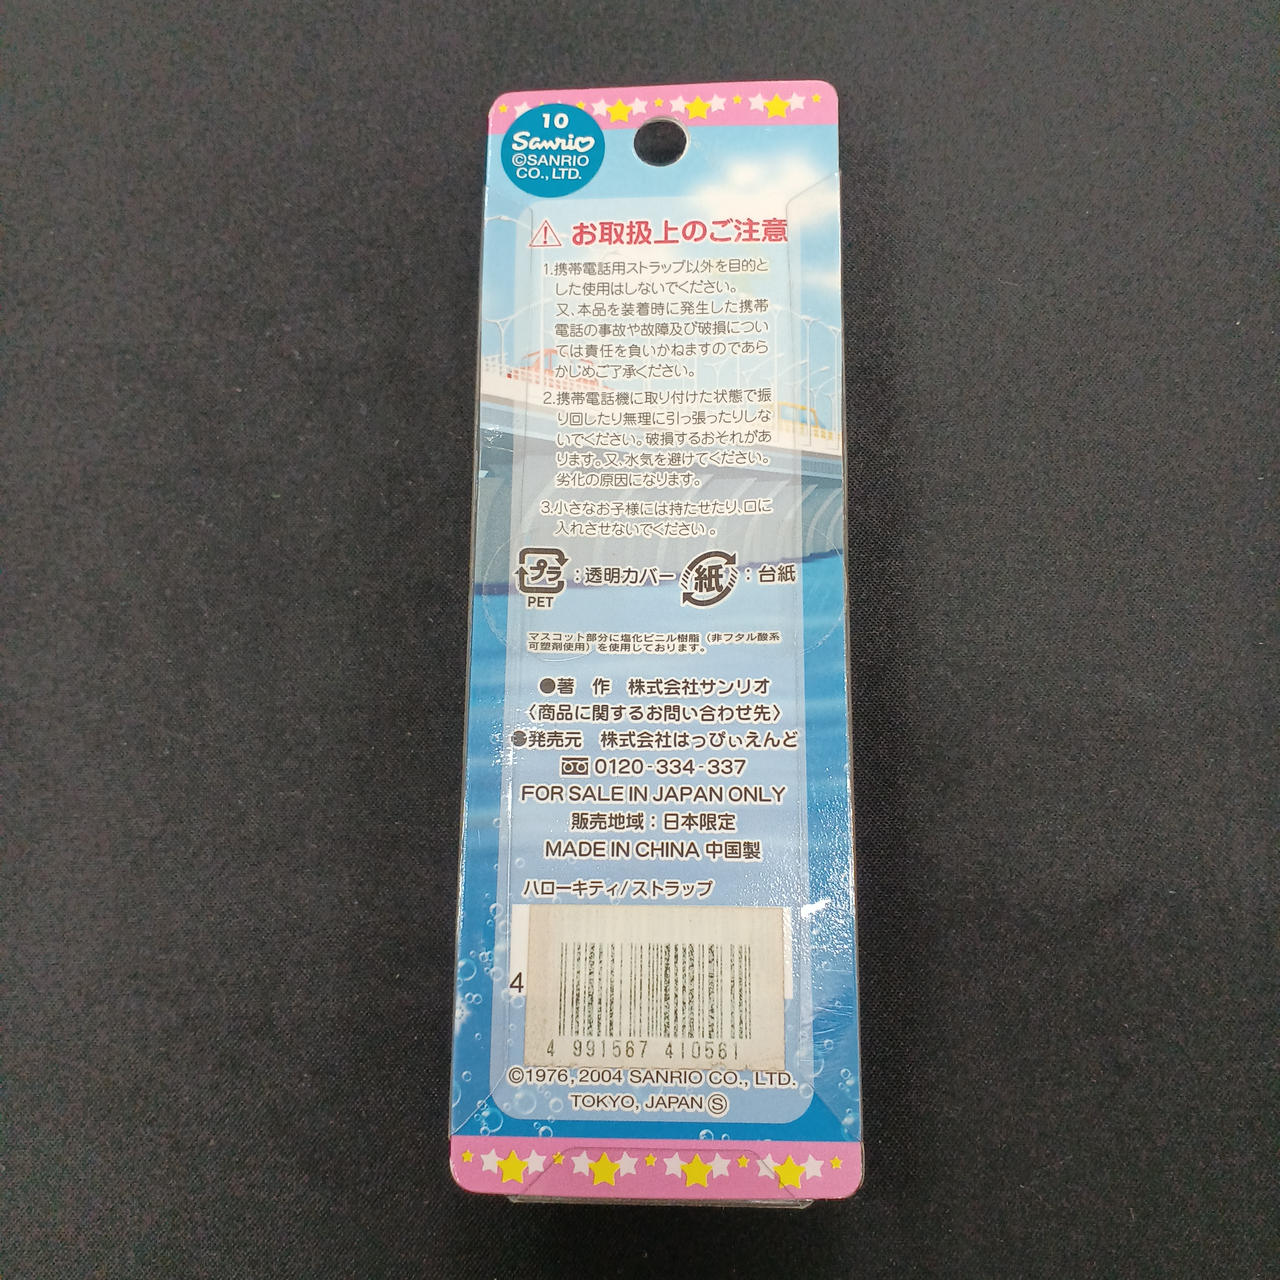 10
Sanrio
©SANRIO
CO., LTD.
お取扱上のご注意
1.携帯電話用ストラップ以外を目的と
した使用はしないでください。
又、本品を装着時に発生した携帯
電話の事故や故障及び破損につい
ては責任を負いかねますのであら
かじめご了承ください。
2.携帯電話機に取り付けた状態で振
り回したり無理に引っ張ったりしな
いでください。破損するおそれがあ
ります。又、水気を避けてください。
劣化の原因になります。
3.小さなお子様には持たせたり、口に
入れさせないでください。
プラ :透明カバー 紙 :台紙
PET
マスコット部分に塩化ビニル樹脂（非フタル酸系
可塑剤使用）を使用しております。
●著 作 株式会社サンリオ
〈商品に関するお問い合わせ先〉
●発売元 株式会社はっぴぃえんど
0120-334-337
FOR SALE IN JAPAN ONLY
販売地域:日本限定
MADE IN CHINA 中国製
ハローキティ/ストラップ
4
4 991567 410561
©1976, 2004 SANRIO CO., LTD.
TOKYO, JAPAN Ⓢ